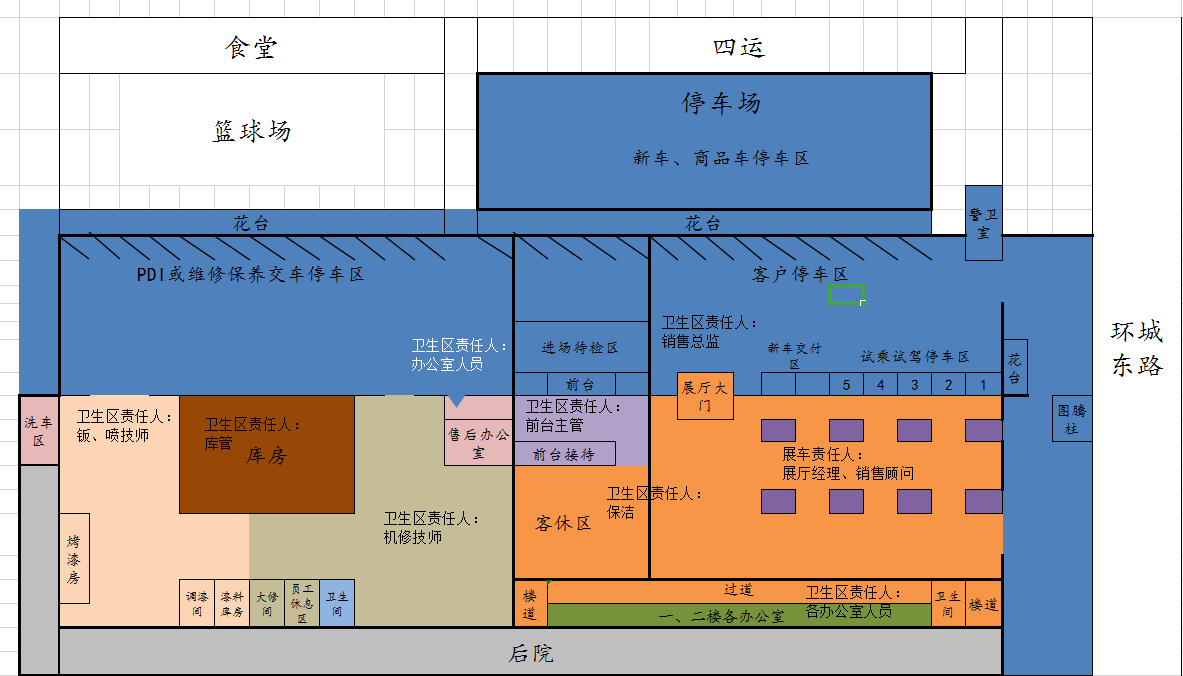 食堂
四运
篮球场
停车场
新车、商品车停车区
花台
花台
警卫
室
PDI或维修保养交车停车区
客户停车区
卫生区责任人：
办公室人员
进场待检区
前台
卫生区责任人：
销售总监
新车交付
区
试乘试驾停车区
5
4
3
2
1
花
台
环城
东路
洗车
区
卫生区责任人：
钣、喷技师
卫生区责任人：
库管
库房
售后办公
室
卫生区责任人：
前台主管
前台接待
展厅大
门
图腾
柱
展车责任人：
展厅经理、销售顾问
卫生区责任人：
保洁
客休区
卫生区责任人：
机修技师
烤
漆
房
调漆
间
漆料
库房
大修
间
员工
休息
区
卫生
间
楼
道
过道
卫生区责任人：
各办公室人员
一、二楼各办公室
卫生
间
楼道
后院